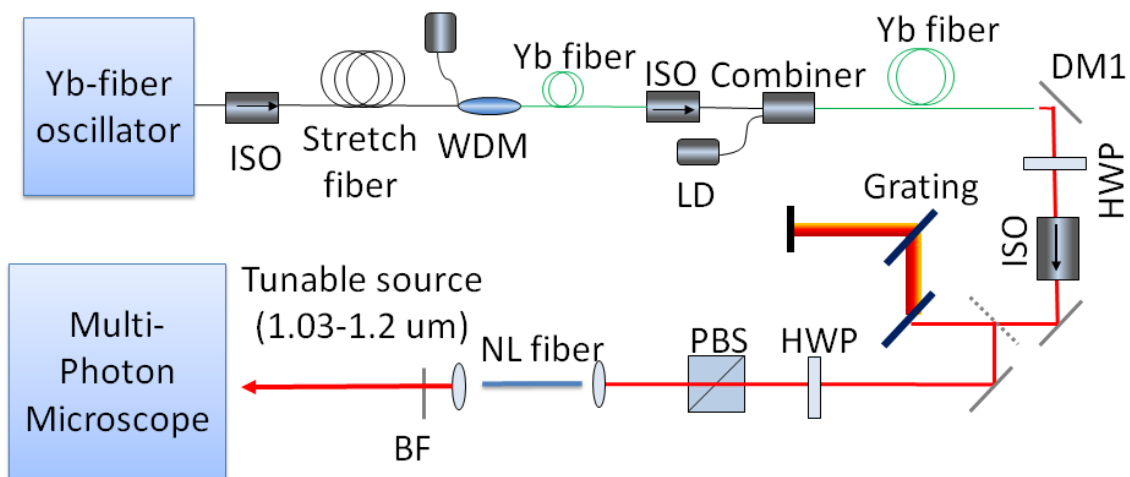 Yb-fiber
oscillator
ISO
Stretch
fiber
WDM
Yb fiber
ISO
Combiner
LD
Yb fiber
DM1
HWP
ISO
Grating
Multi-
Photon
Microscope
Tunable source
(1.03-1.2 um)
BF
NL fiber
PBS
HWP